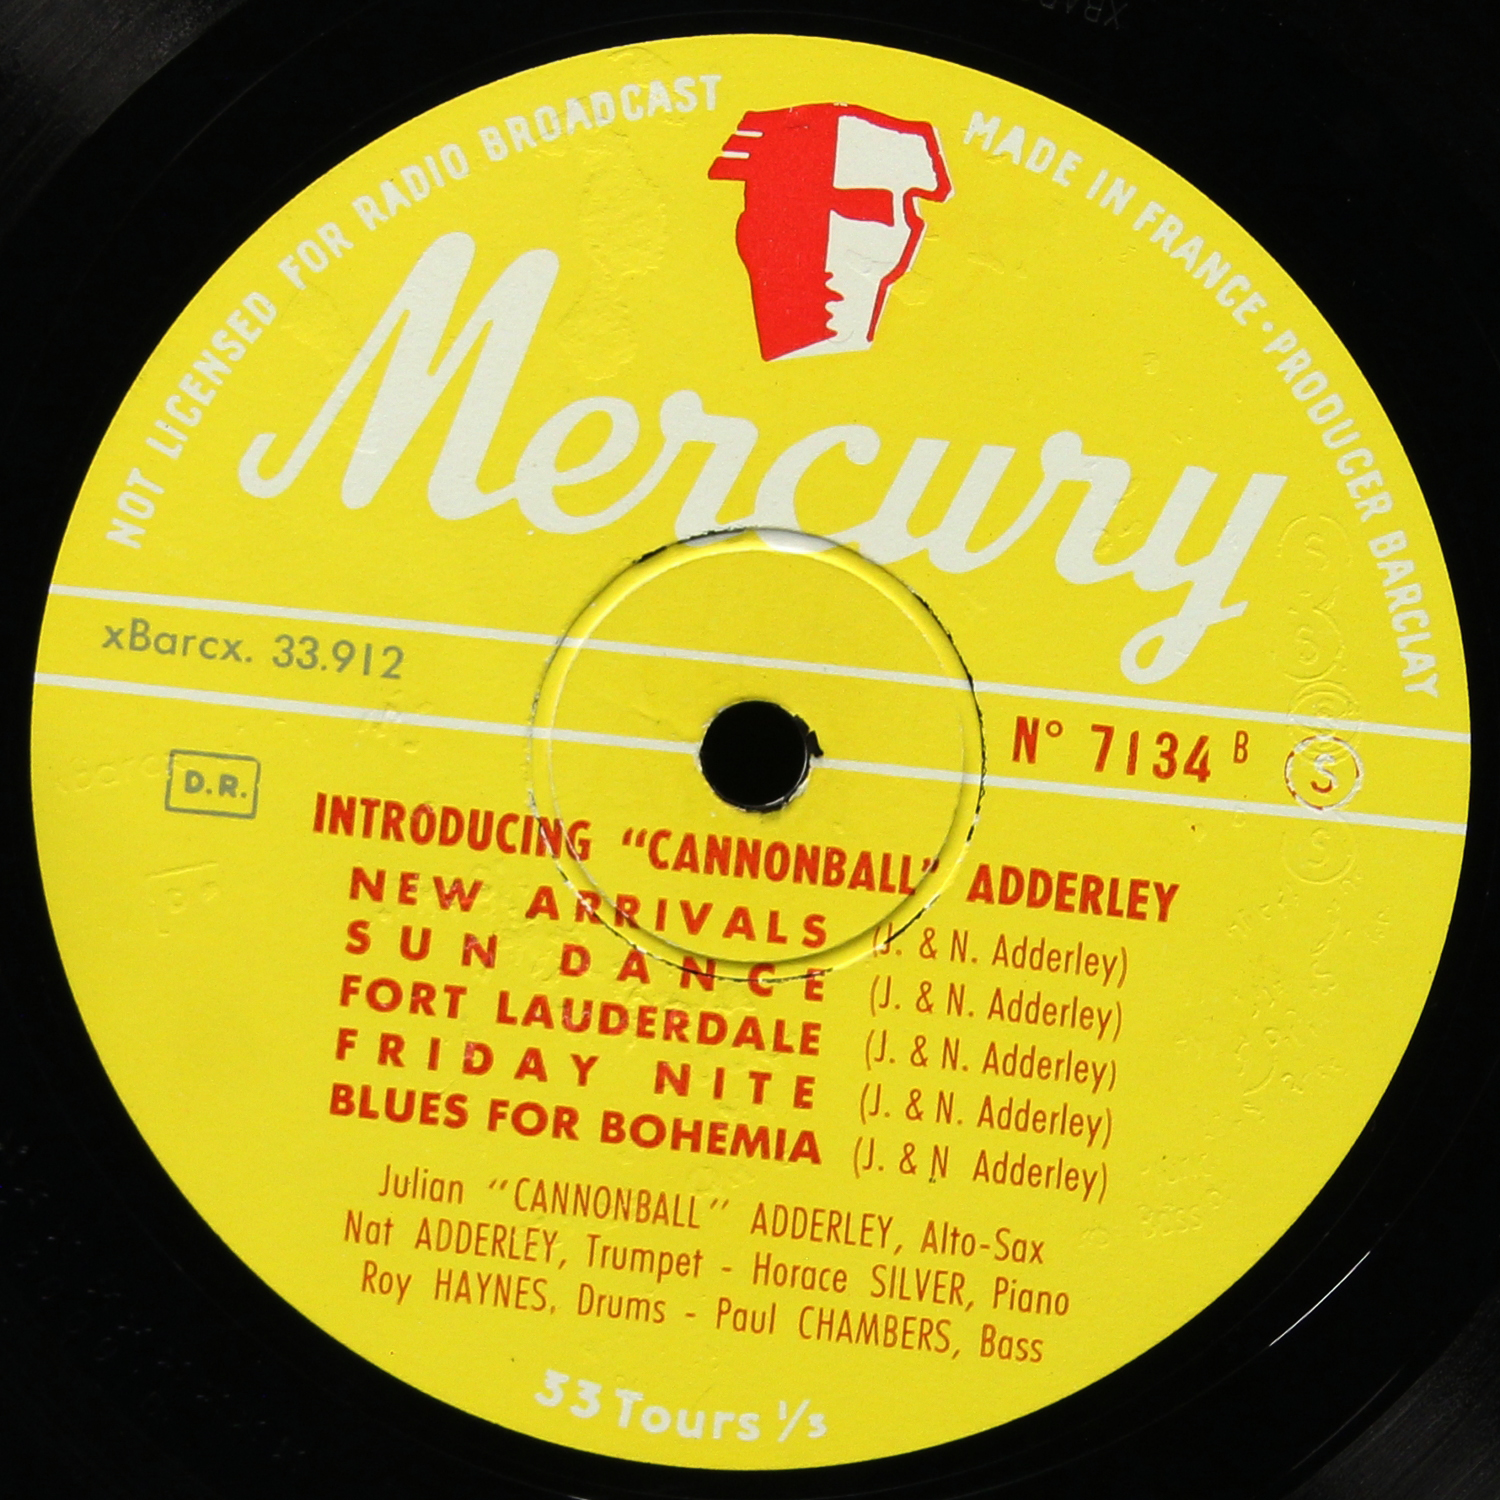 NOT LICENSED FOR RADIO BROADCAST
MADE IN FRANCE · PRODUCER BARCLAY
Mercury
xBarcx. 33.912
N° 7134 B
S
D.R.
INTRODUCING "CANNONBALL" ADDERLEY
NEW ARRIVALS (J. & N. Adderley)
SUN DANCE (J. & N. Adderley)
FORT LAUDERDALE (J. & N. Adderley)
FRIDAY NITE (J. & N. Adderley)
BLUES FOR BOHEMIA (J. & N Adderley)
Julian "CANNONBALL" ADDERLEY, Alto-Sax
Nat ADDERLEY, Trumpet - Horace SILVER, Piano
Roy HAYNES, Drums - Paul CHAMBERS, Bass
33 Tours 1/3